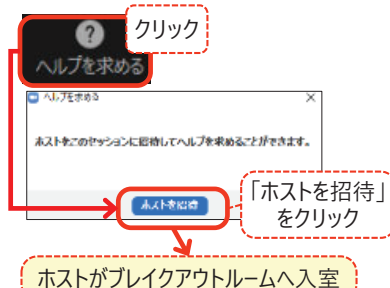 クリック
?
ヘルプを求める
ヘルプを求める
ホストをこのセッションに招待してヘルプを求めることができます。
ホストを招待
「ホストを招待」
をクリック
ホストがブレイクアウトルームへ入室